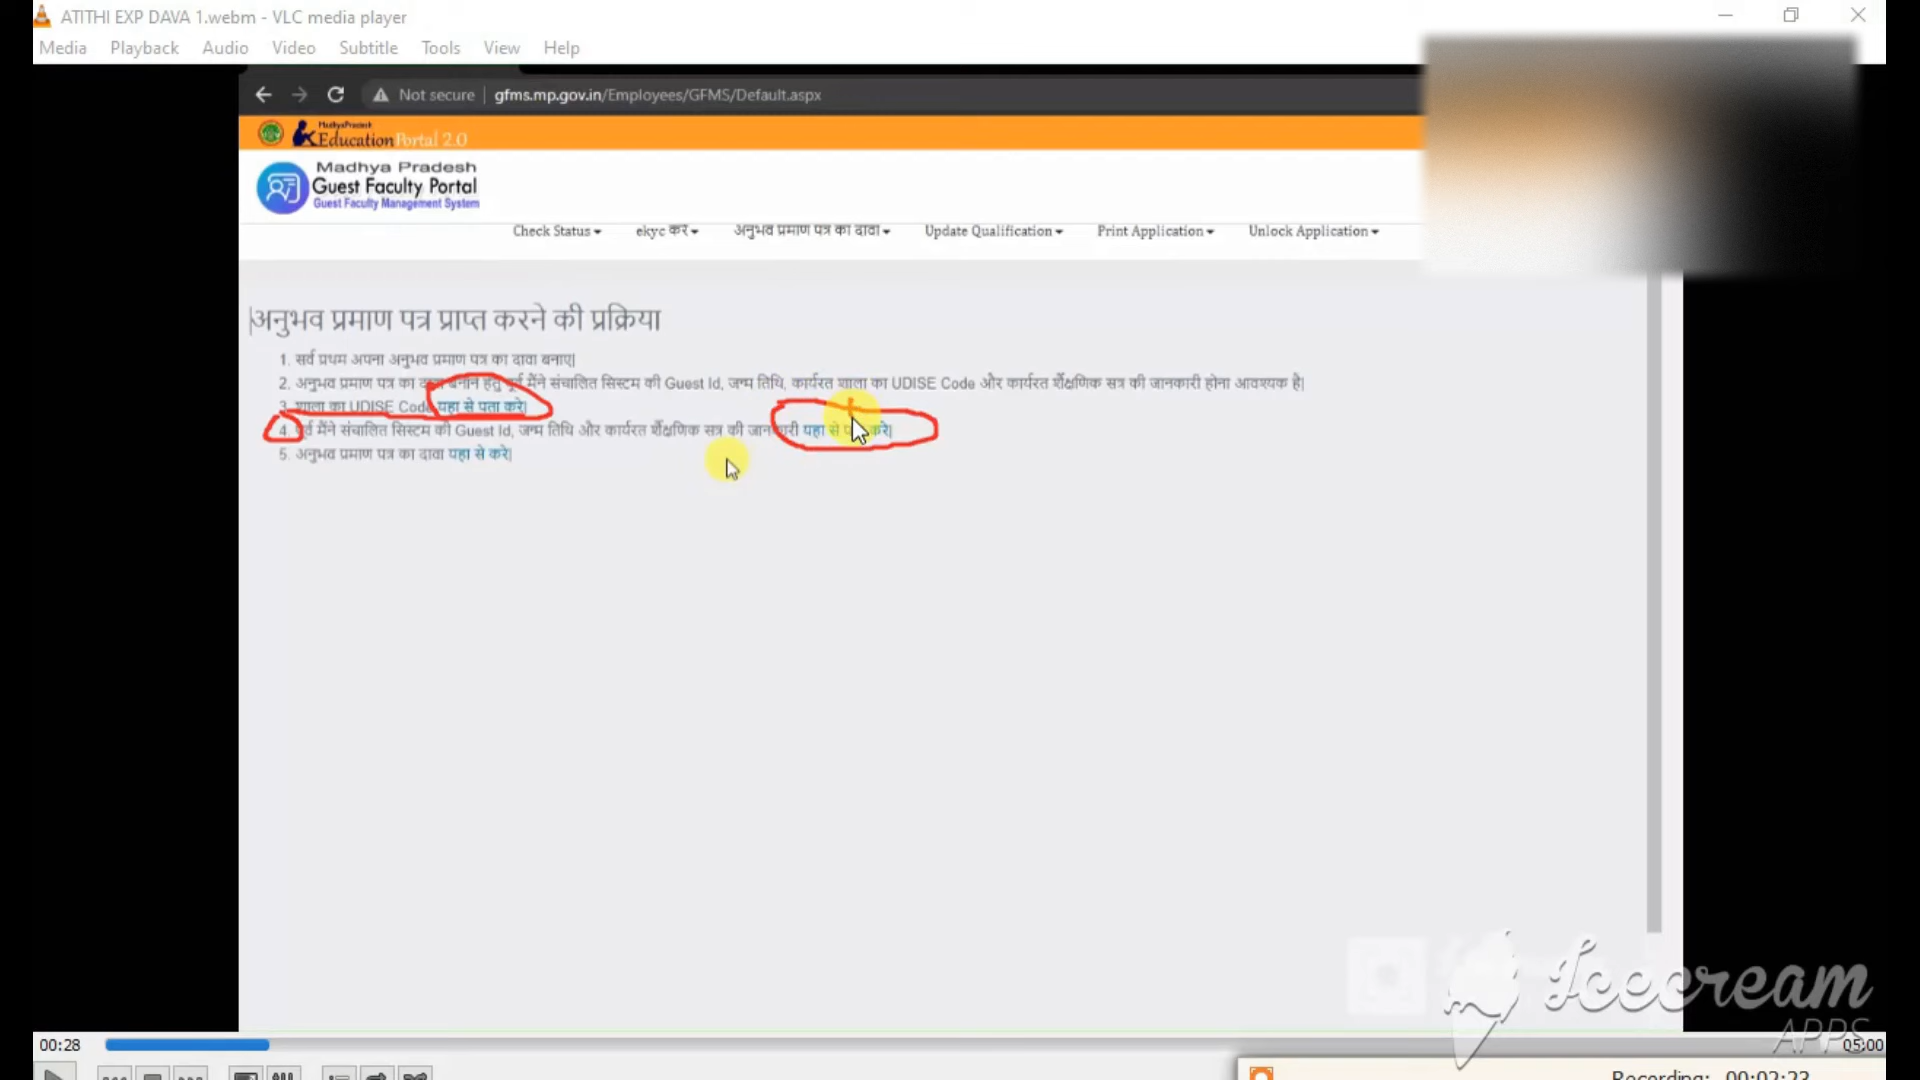 ATITHI EXP DAVA 1.webm - VLC media player
Media Playback Audio Video Subtitle Tools View Help
Not secure | gfms.mp.gov.in/Employees/GFMS/Default.aspx
MadhyaPradesh
Education Portal 2.0
Madhya Pradesh
Guest Faculty Portal
Guest Faculty Management System
Check Status ekyc करे अनुभव प्रमाण पत्र का दावा Update Qualification Print Application Unlock Application
अनुभव प्रमाण पत्र प्राप्त करने की प्रक्रिया
1. सर्व प्रथम अपना अनुभव प्रमाण पत्र का दावा बनाए|
2. अनुभव प्रमाण पत्र का दावा बनाने हेतु पूर्व मैंने संचालित सिस्टम की Guest Id, जन्म तिथि, कार्यरत शाला का UDISE Code और कार्यरत शैक्षणिक सत्र की जानकारी होना आवश्यक है|
3. शाला का UDISE Code यहा से पता करे|
4. पूर्व मैंने संचालित सिस्टम की Guest Id, जन्म तिथि और कार्यरत शैक्षणिक सत्र की जानकारी यहा से करे|
5. अनुभव प्रमाण पत्र का दावा यहा से करे|
Icecream
APPS
00:28 05:00
Recording: 00:02:23